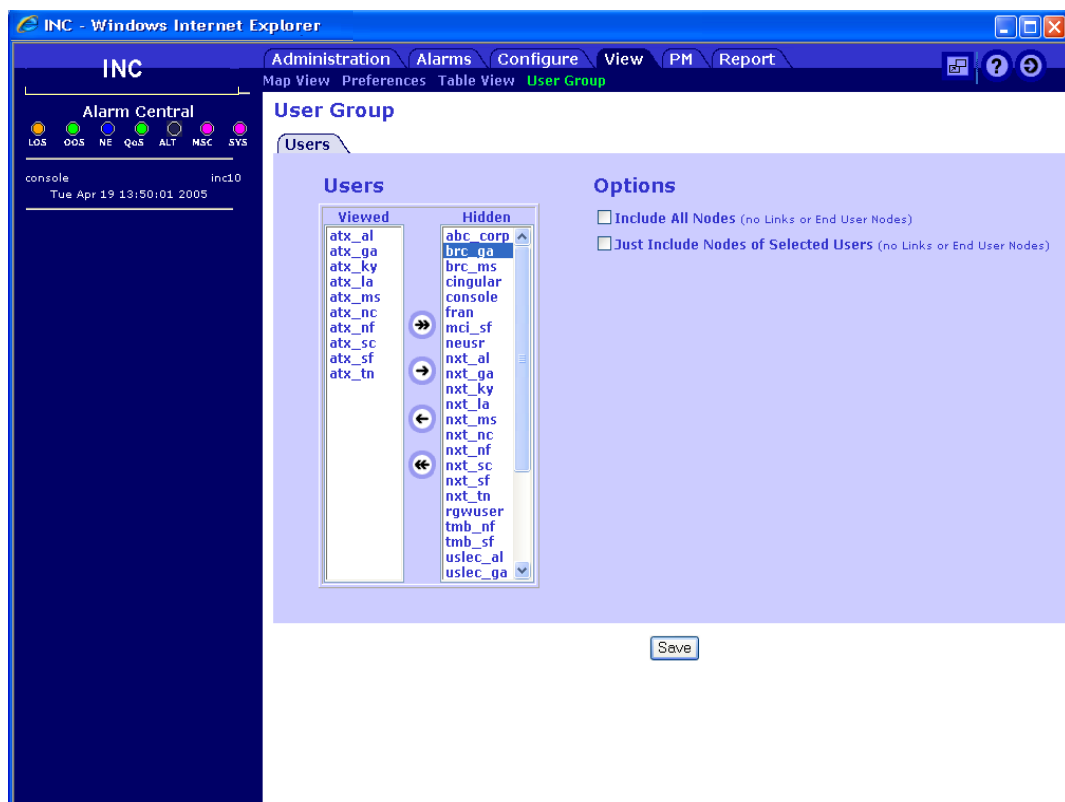 INC - Windows Internet Explorer
INC
Administration Alarms Configure View PM Report
Map View Preferences Table View User Group
Alarm Central
LOS OOS NE QoS ALT MSC SYS
console inc10
Tue Apr 19 13:50:01 2005
User Group
Users
Users
Viewed Hidden
atx_al
atx_ga
atx_ky
atx_la
atx_ms
atx_nc
atx_nf
atx_sc
atx_sf
atx_tn
abc_corp
brc_ga
brc_ms
cingular
console
fran
mci_sf
neusr
nxt_al
nxt_ga
nxt_ky
nxt_la
nxt_ms
nxt_nc
nxt_nf
nxt_sc
nxt_sf
nxt_tn
rgwuser
tmb_nf
tmb_sf
uslec_al
uslec_ga
Options
Include All Nodes (no Links or End User Nodes)
Just Include Nodes of Selected Users (no Links or End User Nodes)
Save